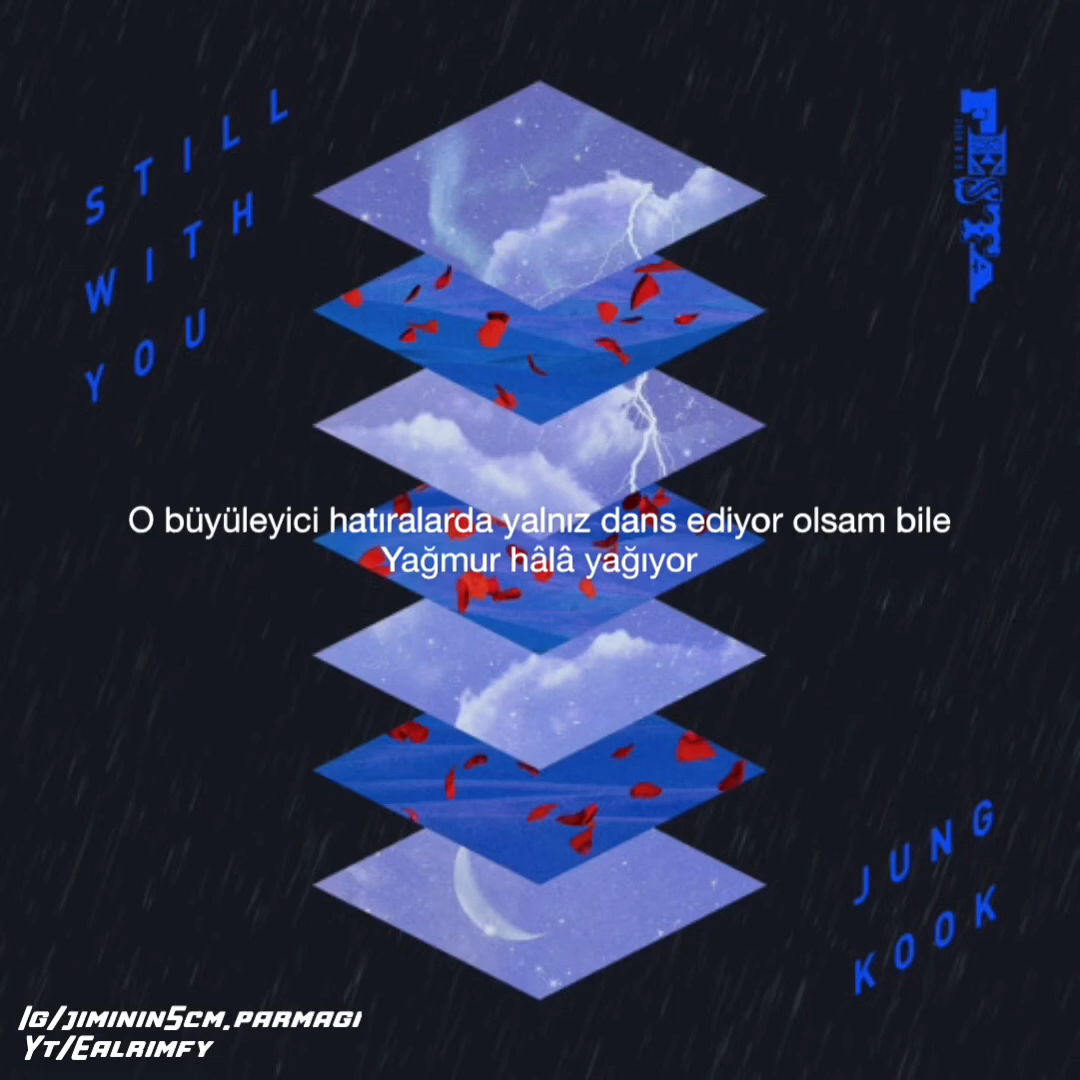 STILL
WITH
YOU
FESTA
O büyüleyici hatıralarda yalnız dans ediyor olsam bile
Yağmur hâlâ yağıyor
JUNG
KOOK
Ig/jiminin5cm.parmagi
Yt/Ealaimfy